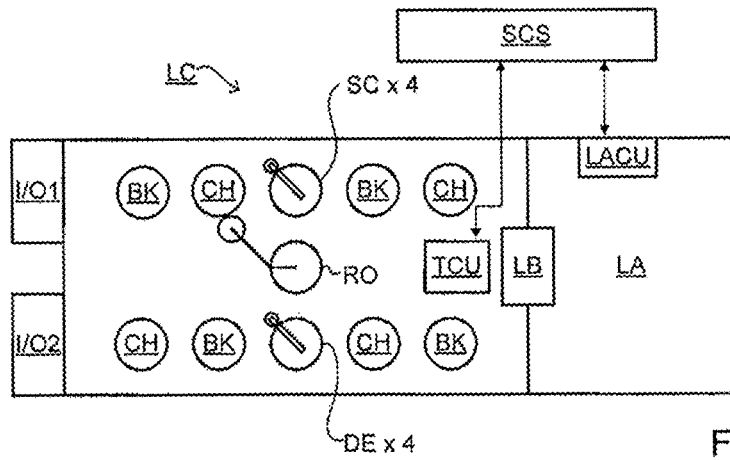 SCS
LC
SC x 4
I/O1
BK
CH
BK
CH
LACU
RO
TCU
LB
LA
I/O2
CH
BK
CH
BK
DE x 4
F